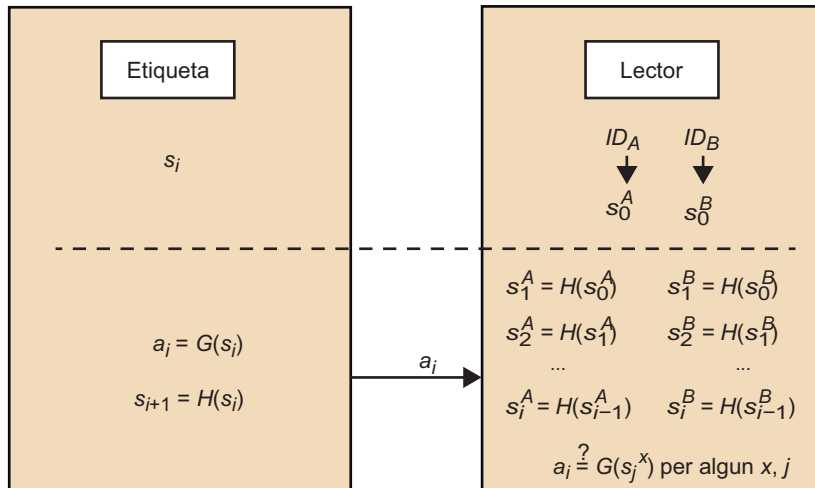 Etiqueta
s_i
a_i = G(s_i)
s_{i+1} = H(s_i)
a_i
Lector
ID_A ID_B
s_0^A s_0^B
s_1^A = H(s_0^A) s_1^B = H(s_0^B)
s_2^A = H(s_1^A) s_2^B = H(s_1^B)
... ...
s_i^A = H(s_{i–1}^A) s_i^B = H(s_{i–1}^B)
a_i ?= G(s_j^x) per algun x, j